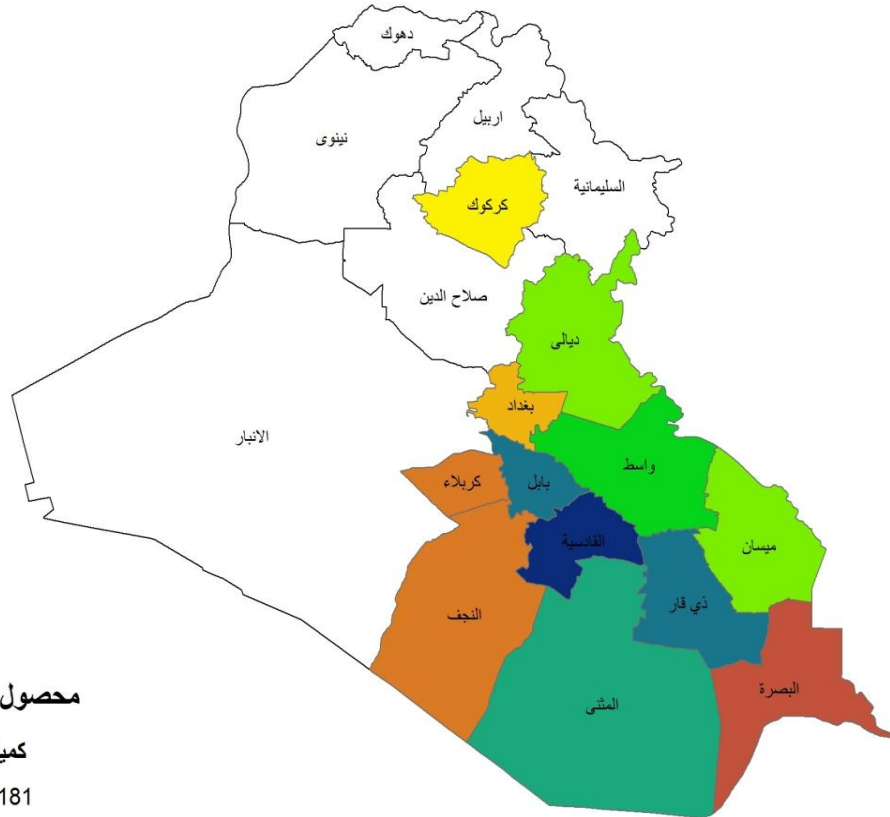 دهوك
اربيل
نينوى
السليمانية
كركوك
صلاح الدين
ديالى
بغداد
الانبار
واسط
كربلاء
بابل
القادسية
ميسان
ذي قار
النجف
البصرة
المثنى
محصول
181